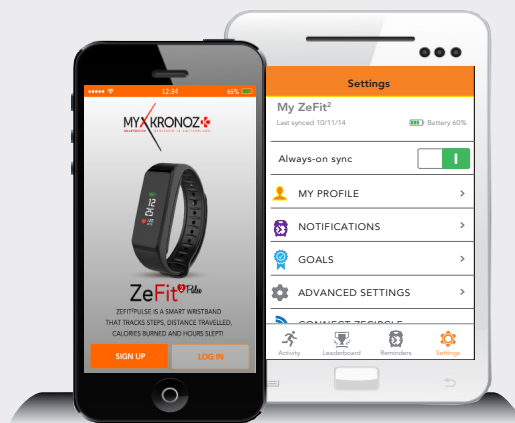 12:34
65%
MYKRONOZ
ZeFit² Pulse
ZEFIT²PULSE IS A SMART WRISTBAND
THAT TRACKS STEPS, DISTANCE TRAVELLED,
CALORIES BURNED AND HOURS SLEPT!
SIGN UP
LOG IN
Settings
My ZeFit²
Last synced 10/11/14
Battery 60%
Always-on sync
MY PROFILE
NOTIFICATIONS
GOALS
ADVANCED SETTINGS
CONNECT ZECIRCLE
Activity
Leaderboard
Reminders
Settings